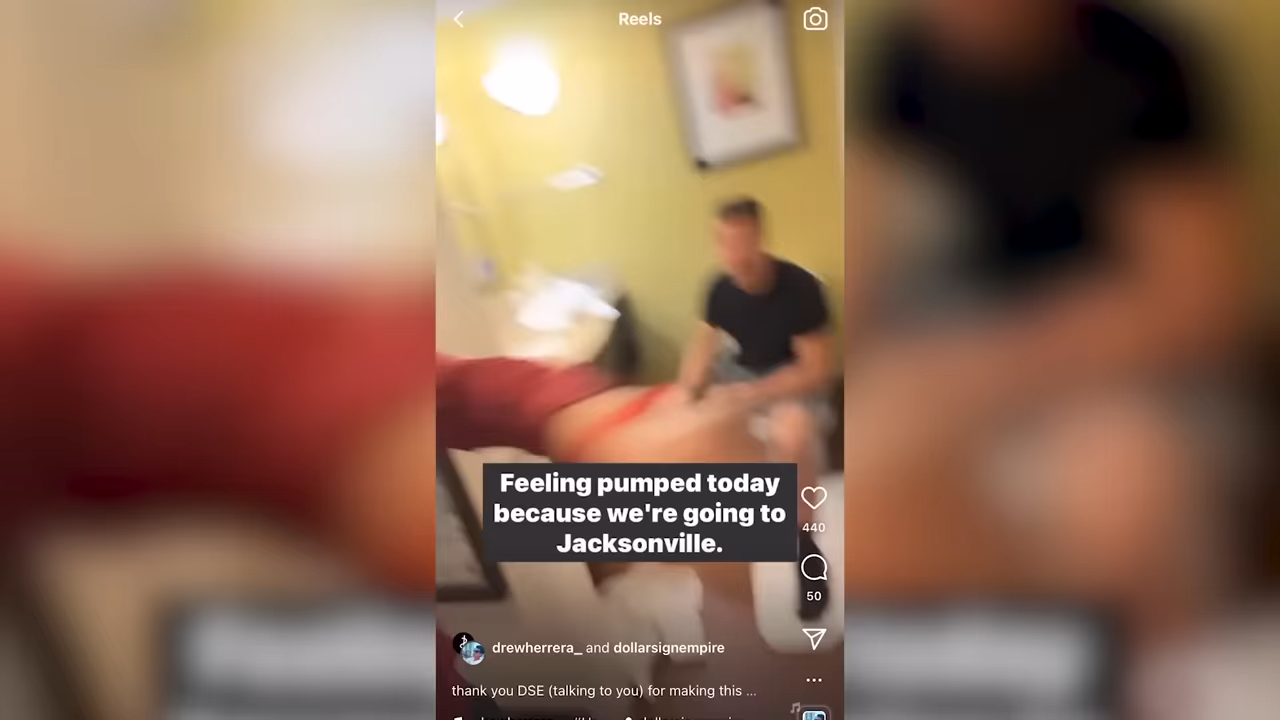 Reels
Feeling pumped today
because we're going to
Jacksonville.
440
50
drewherrera_ and dollarsignempire
thank you DSE (talking to you) for making this ...